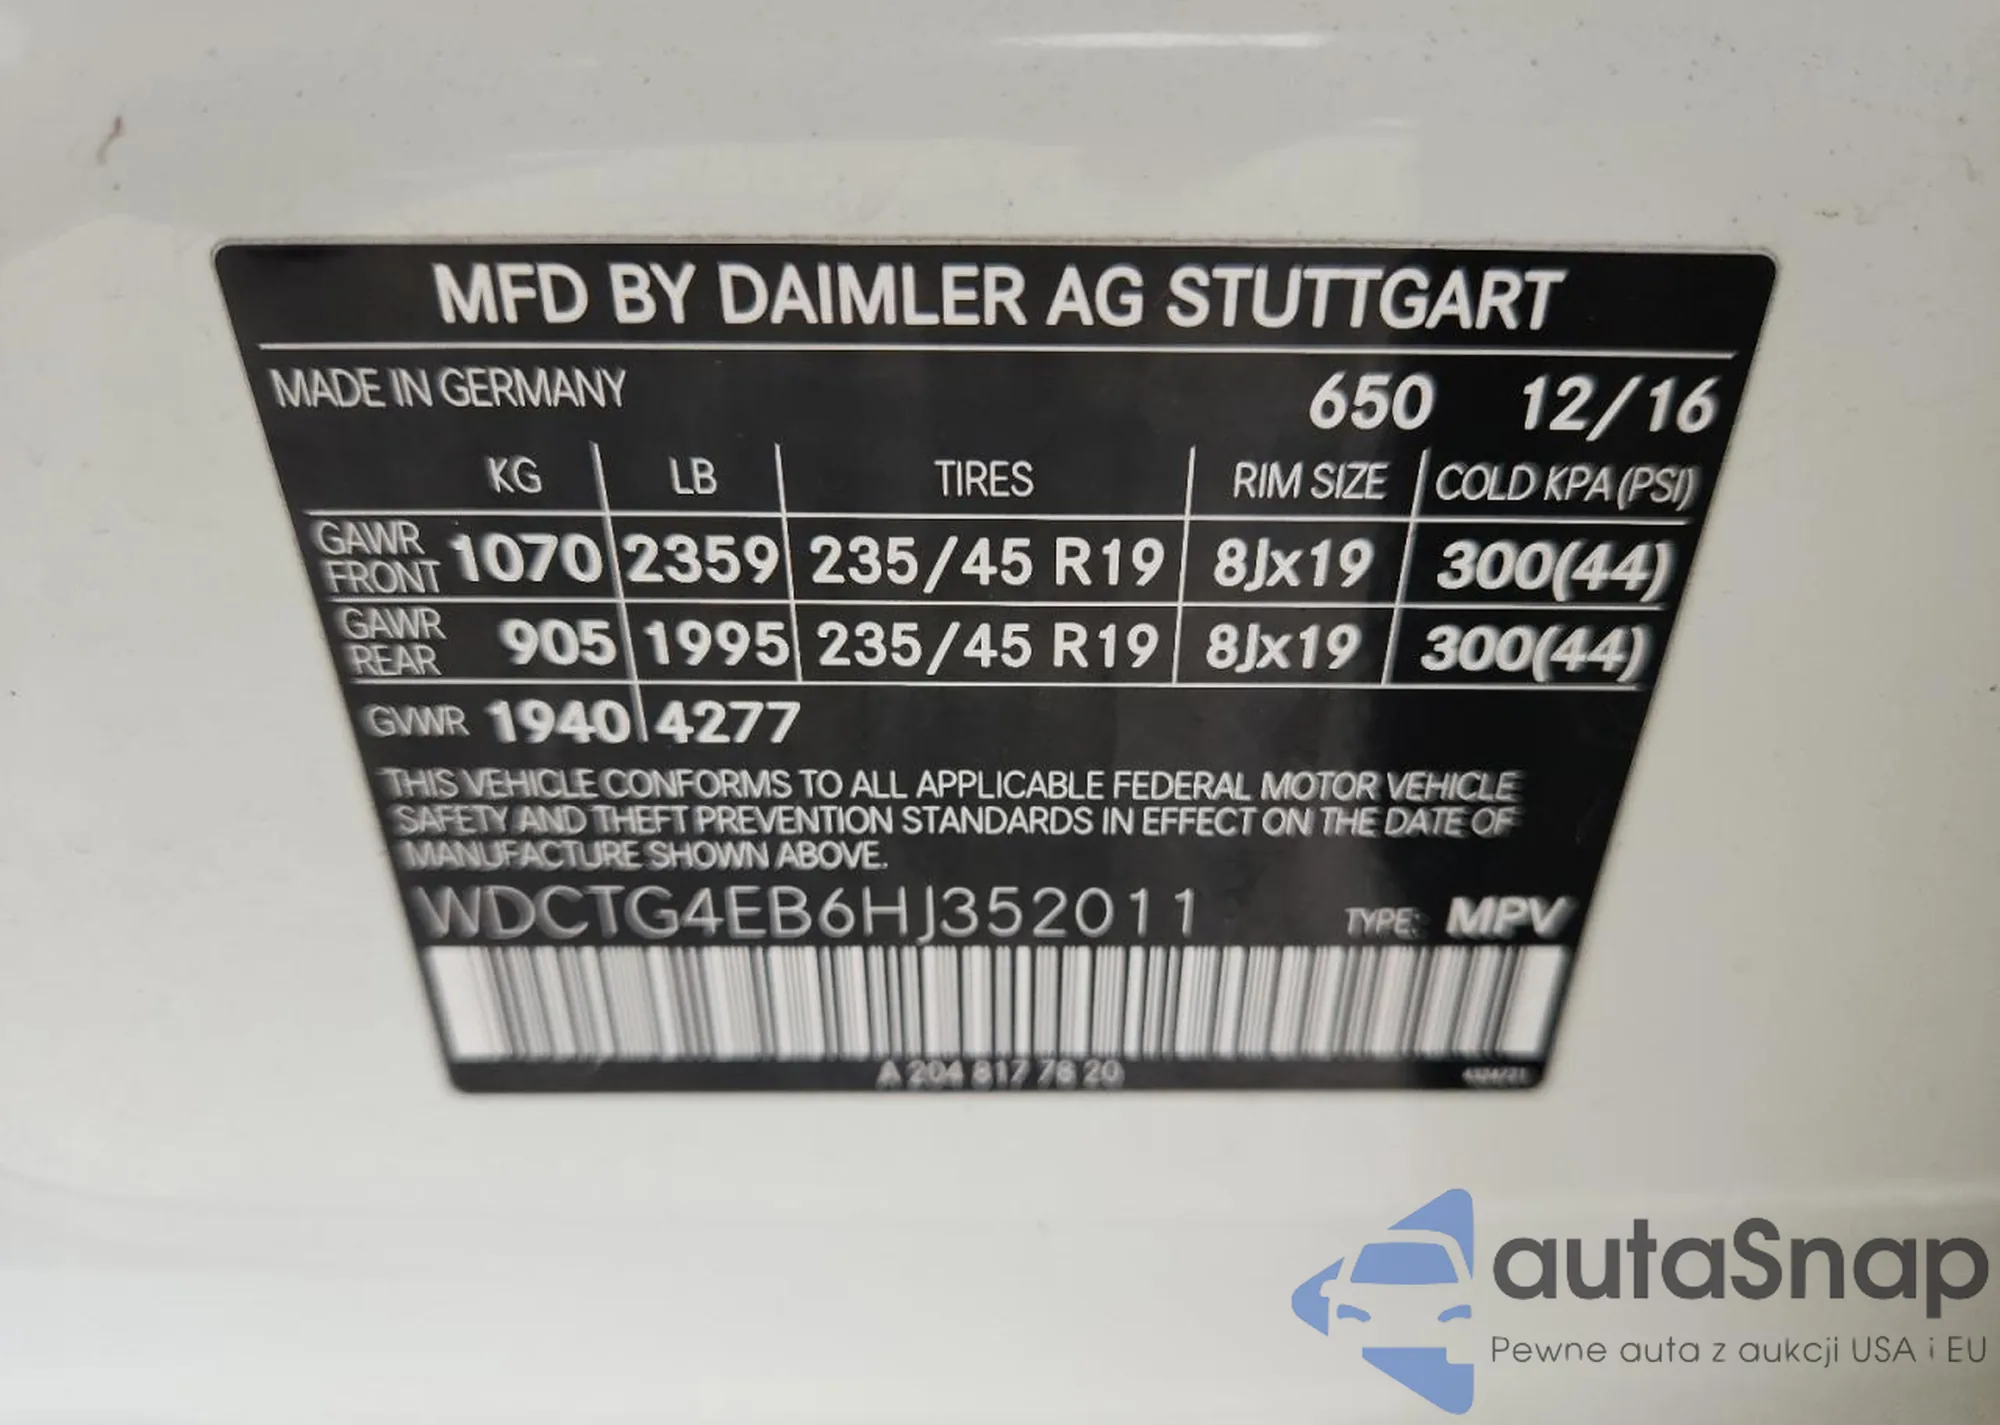 MFD BY DAIMLER AG STUTTGART
MADE IN GERMANY 650 12/16
KG LB TIRES RIM SIZE COLD KPA (PSI)
GAWR FRONT 1070 2359 235/45 R19 8Jx19 300(44)
GAWR REAR 905 1995 235/45 R19 8Jx19 300(44)
GVWR 1940 4277
THIS VEHICLE CONFORMS TO ALL APPLICABLE FEDERAL MOTOR VEHICLE
SAFETY AND THEFT PREVENTION STANDARDS IN EFFECT ON THE DATE OF
MANUFACTURE SHOWN ABOVE.
WDCTG4EB6HJ352011 TYPE: MPV
A 204 817 78 20
autaSnap
Pewne auta z aukcji USA i EU